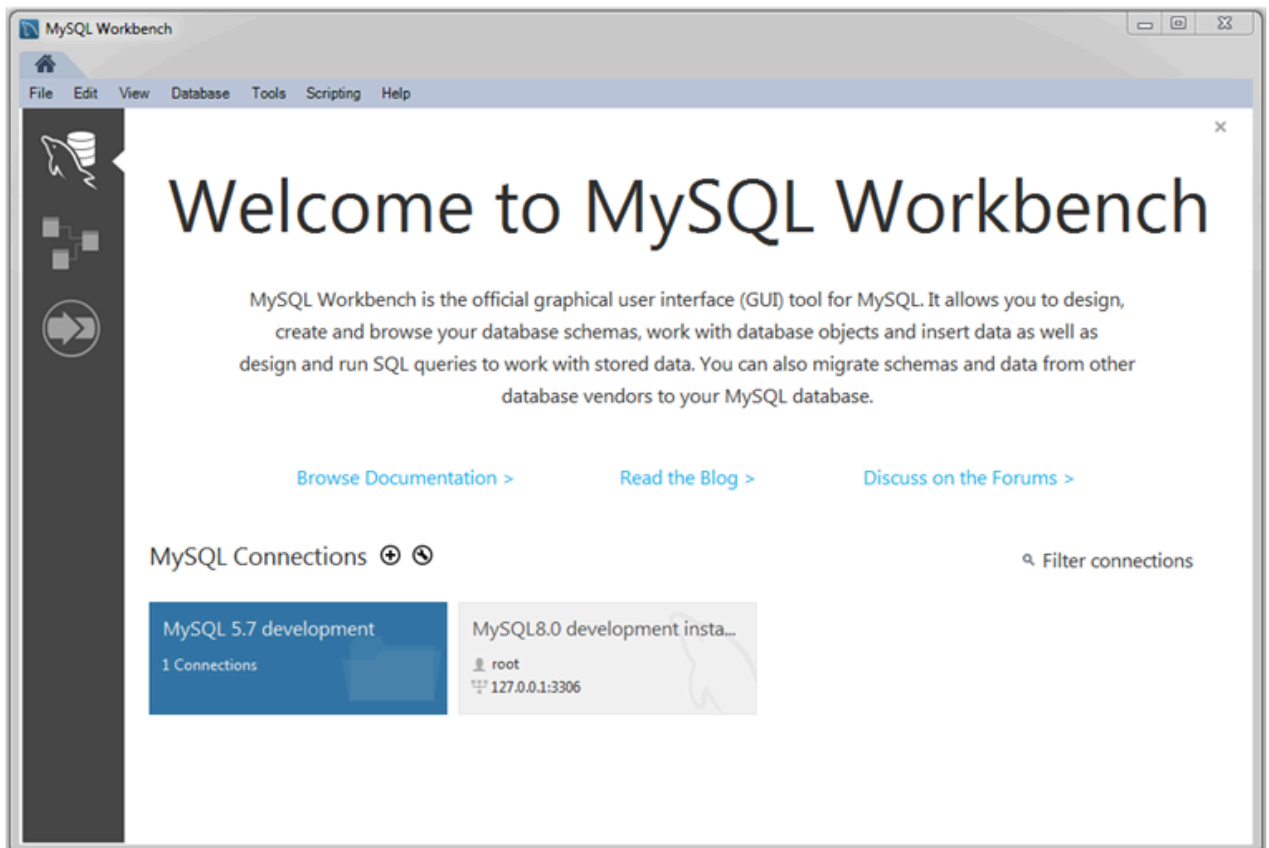 MySQL Workbench
File Edit View Database Tools Scripting Help
Welcome to MySQL Workbench
MySQL Workbench is the official graphical user interface (GUI) tool for MySQL. It allows you to design,
create and browse your database schemas, work with database objects and insert data as well as
design and run SQL queries to work with stored data. You can also migrate schemas and data from other
database vendors to your MySQL database.
Browse Documentation > Read the Blog > Discuss on the Forums >
MySQL Connections Filter connections
MySQL 5.7 development
1 Connections
MySQL8.0 development insta...
root
127.0.0.1:3306